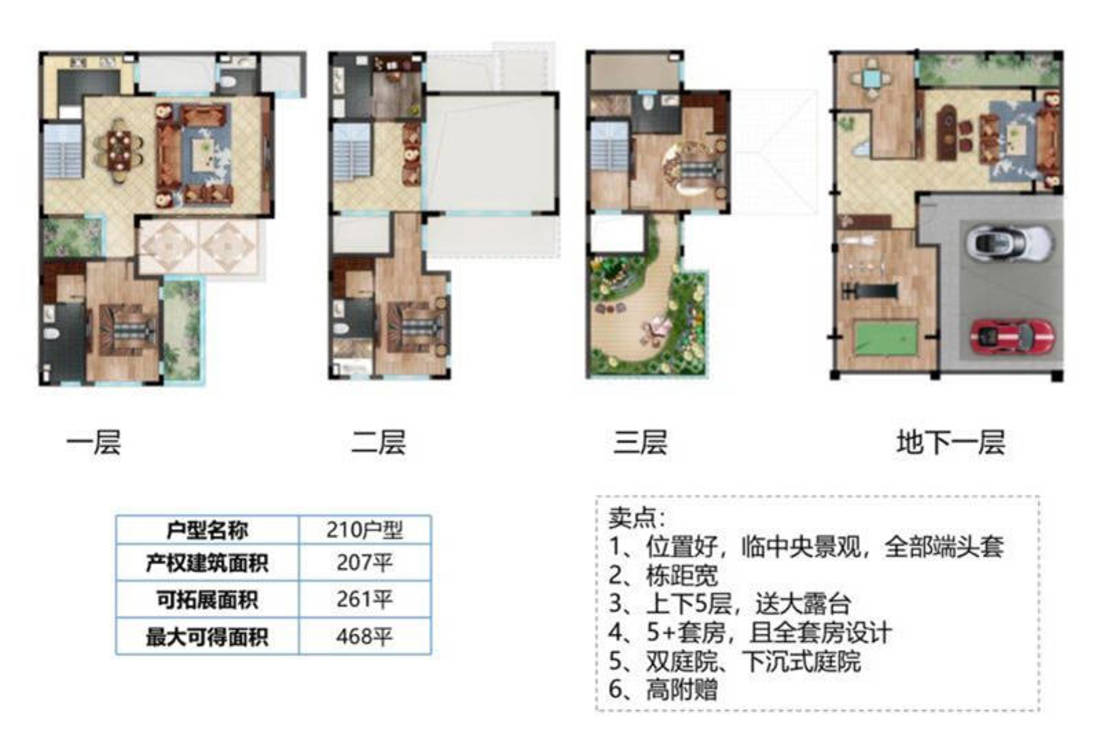 一层
二层
三层
地下一层
户型名称 210户型
产权建筑面积 207平
可拓展面积 261平
最大可得面积 468平
卖点：
1、位置好，临中央景观，全部端头套
2、栋距宽
3、上下5层，送大露台
4、5+套房，且全套房设计
5、双庭院、下沉式庭院
6、高附赠